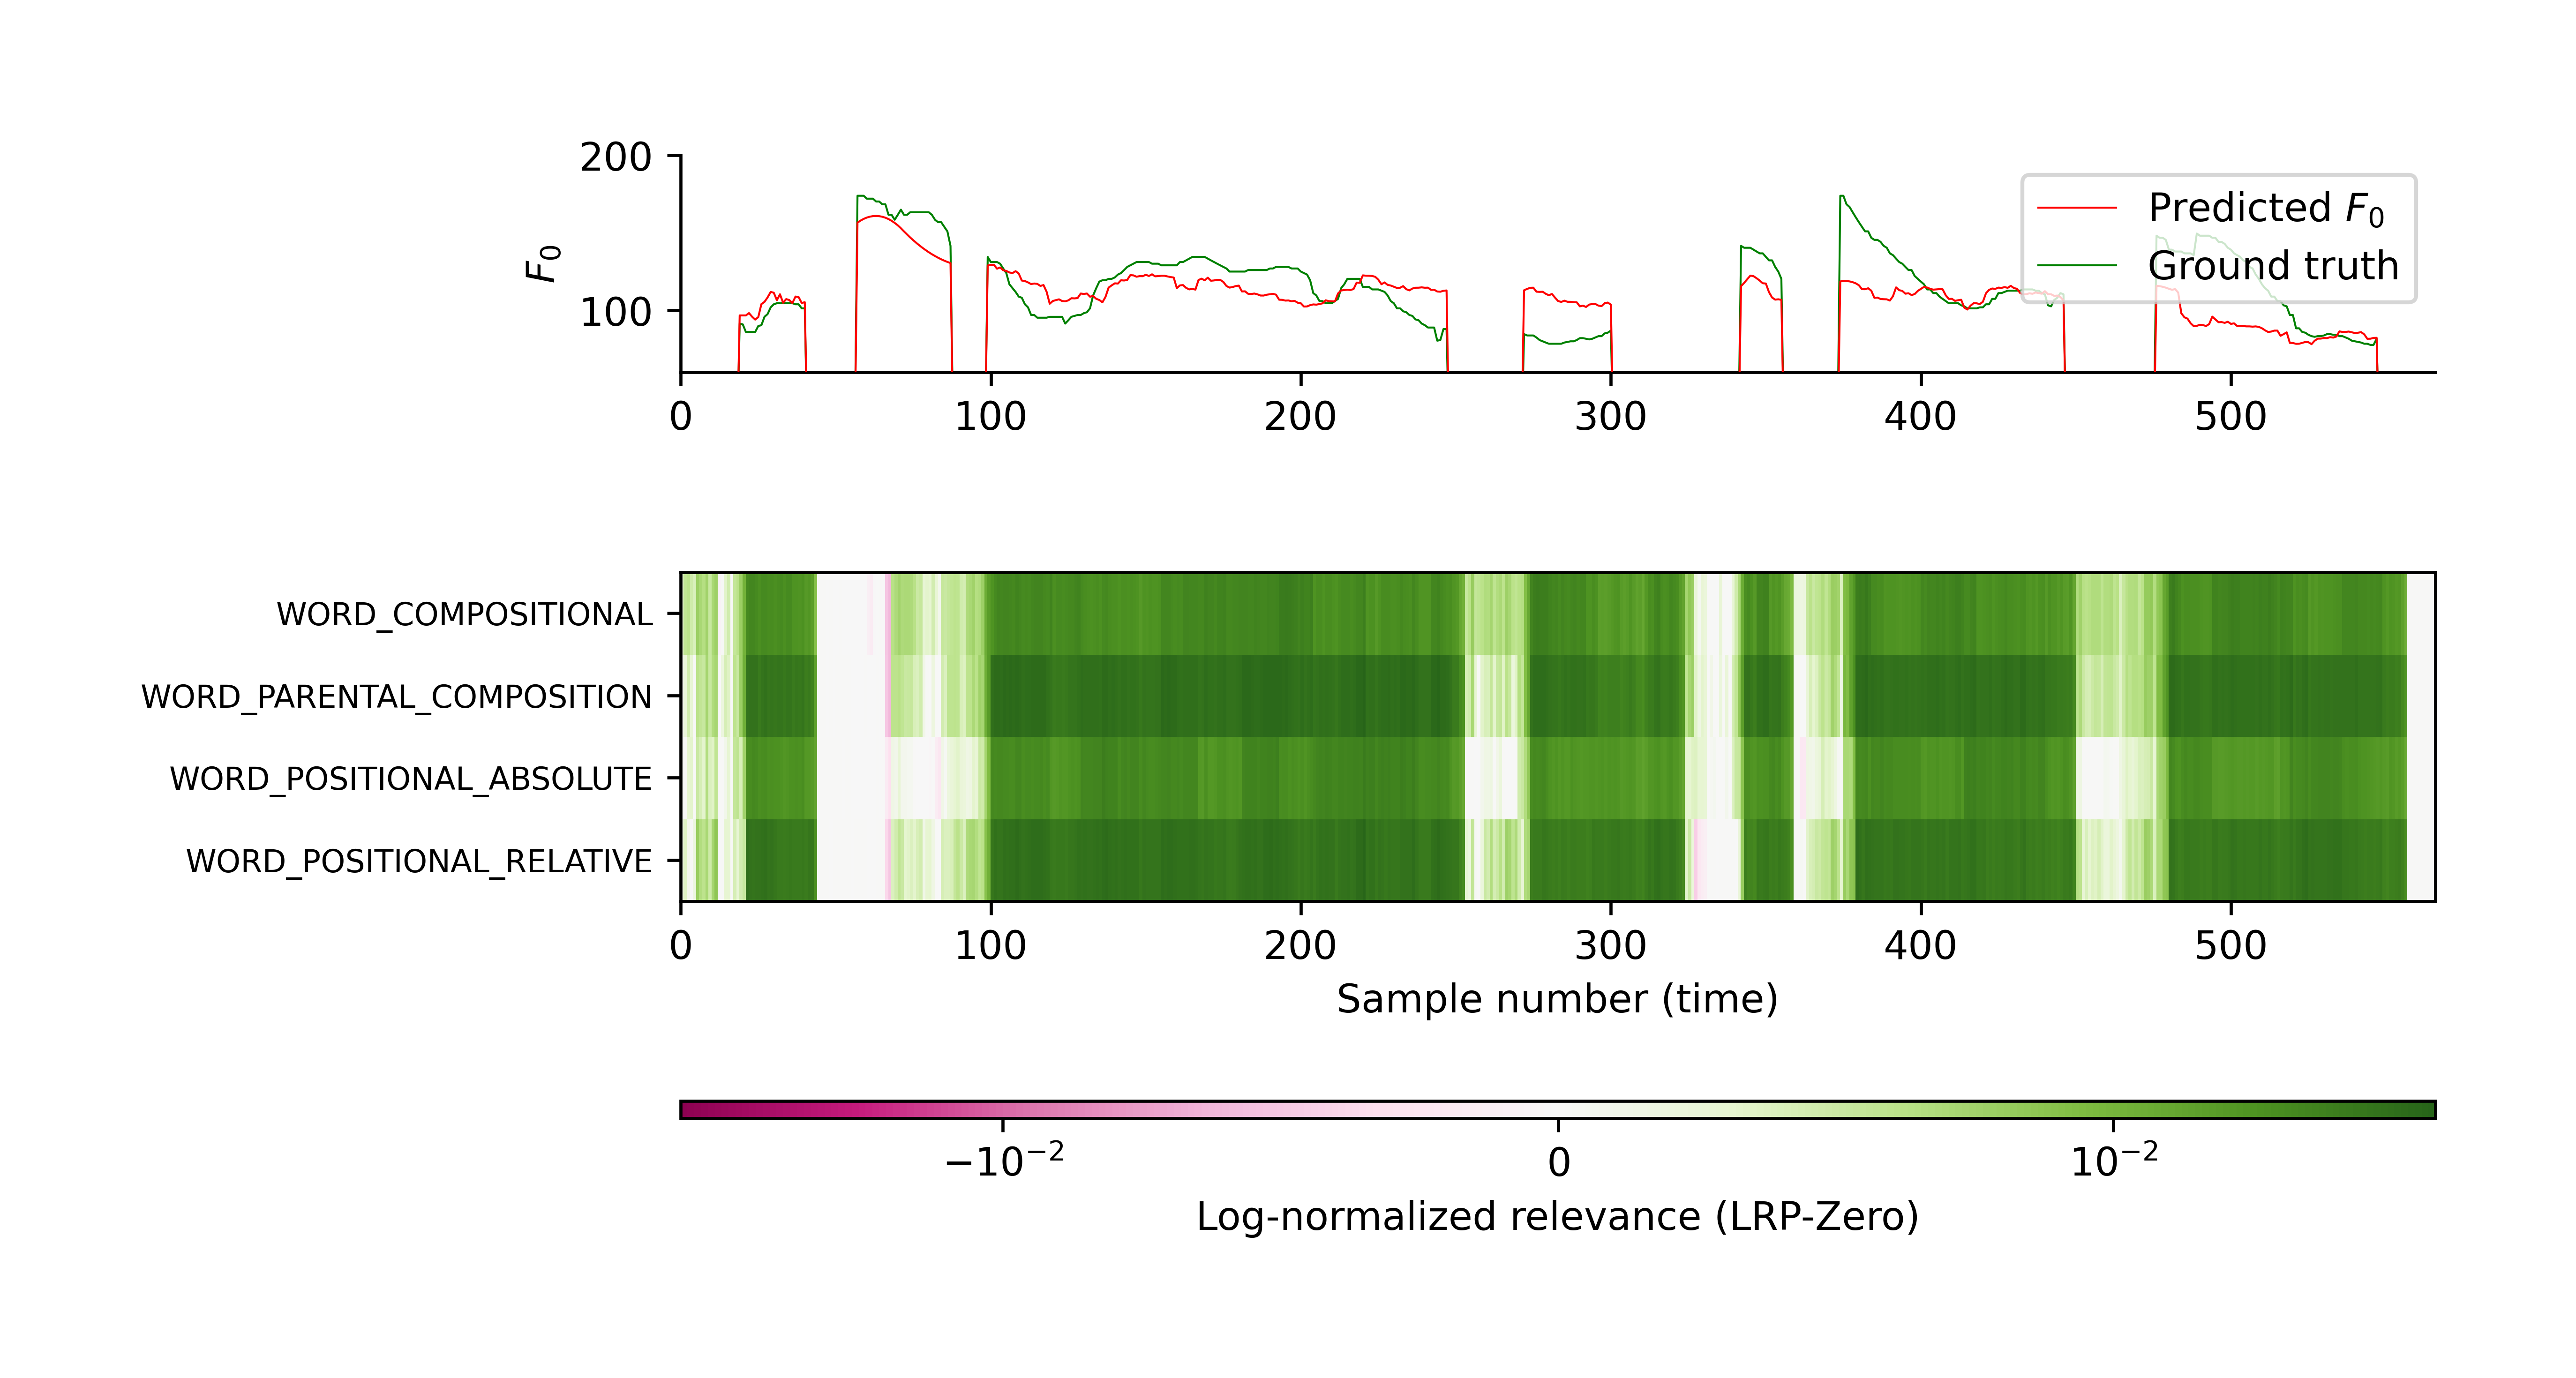 200
100
F0
Predicted F0
Ground truth
0 100 200 300 400 500
WORD_COMPOSITIONAL
WORD_PARENTAL_COMPOSITION
WORD_POSITIONAL_ABSOLUTE
WORD_POSITIONAL_RELATIVE
0 100 200 300 400 500
Sample number (time)
−10⁻² 0 10⁻²
Log-normalized relevance (LRP-Zero)